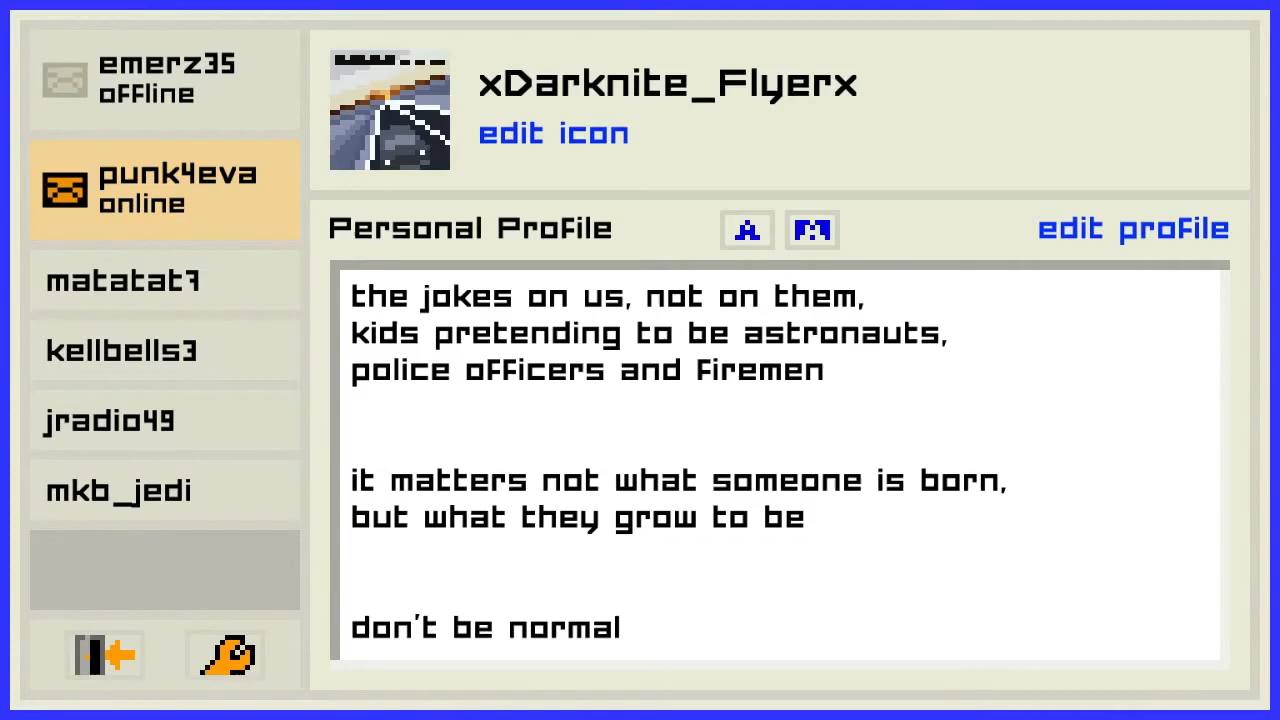 emerz35
offline
punk4eva
online
matatat7
kellbells3
jradio49
mkb_jedi
xDarknite_Flyerx
edit icon
Personal Profile
A
edit profile
the jokes on us, not on them,
kids pretending to be astronauts,
police officers and firemen
it matters not what someone is born,
but what they grow to be
don't be normal